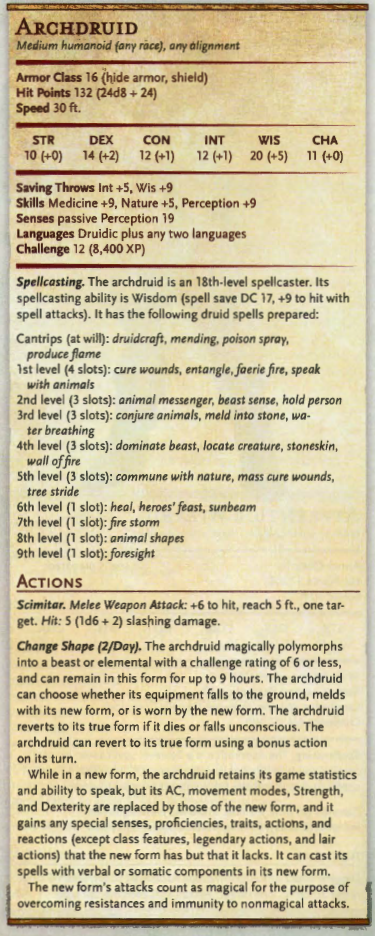 ARCHDRUID
Medium humanoid (any race), any alignment
Armor Class 16 (hide armor, shield)
Hit Points 132 (24d8 + 24)
Speed 30 ft.
STR DEX CON INT WIS CHA
10 (+0) 14 (+2) 12 (+1) 12 (+1) 20 (+5) 11 (+0)
Saving Throws Int +5, Wis +9
Skills Medicine +9, Nature +5, Perception +9
Senses passive Perception 19
Languages Druidic plus any two languages
Challenge 12 (8,400 XP)
Spellcasting. The archdruid is an 18th-level spellcaster. Its
spellcasting ability is Wisdom (spell save DC 17, +9 to hit with
spell attacks). It has the following druid spells prepared:
Cantrips (at will): druidcraft, mending, poison spray,
produce flame
1st level (4 slots): cure wounds, entangle, faerie fire, speak
with animals
2nd level (3 slots): animal messenger, beast sense, hold person
3rd level (3 slots): conjure animals, meld into stone, wa-
ter breathing
4th level (3 slots): dominate beast, locate creature, stoneskin,
wall of fire
5th level (3 slots): commune with nature, mass cure wounds,
tree stride
6th level (1 slot): heal, heroes' feast, sunbeam
7th level (1 slot): fire storm
8th level (1 slot): animal shapes
9th level (1 slot): foresight
ACTIONS
Scimitar. Melee Weapon Attack: +6 to hit, reach 5 ft., one tar-
get. Hit: 5 (1d6 + 2) slashing damage.
Change Shape (2/Day). The archdruid magically polymorphs
into a beast or elemental with a challenge rating of 6 or less,
and can remain in this form for up to 9 hours. The archdruid
can choose whether its equipment falls to the ground, melds
with its new form, or is worn by the new form. The archdruid
reverts to its true form if it dies or falls unconscious. The
archdruid can revert to its true form using a bonus action
on its turn.
While in a new form, the archdruid retains its game statistics
and ability to speak, but its AC, movement modes, Strength,
and Dexterity are replaced by those of the new form, and it
gains any special senses, proficiencies, traits, actions, and
reactions (except class features, legendary actions, and lair
actions) that the new form has but that it lacks. It can cast its
spells with verbal or somatic components in its new form.
The new form's attacks count as magical for the purpose of
overcoming resistances and immunity to nonmagical attacks.